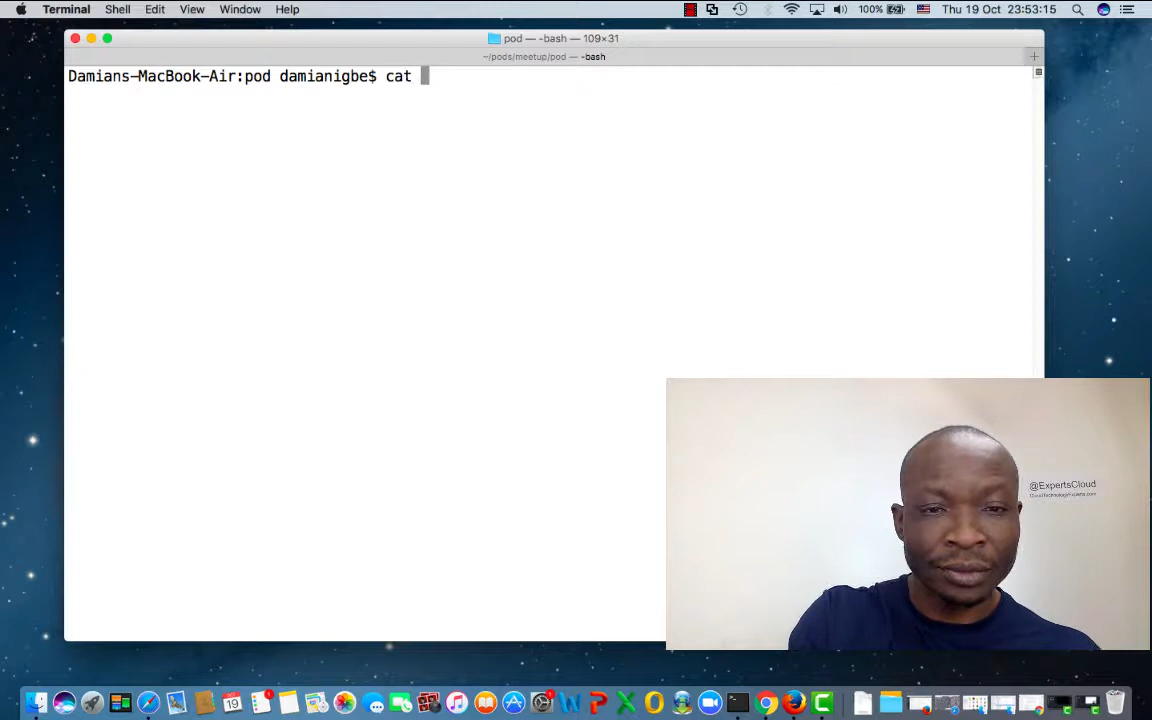 Terminal Shell Edit View Window Help 100% Thu 19 Oct 23:53:15
pod — -bash — 109×31
~/pods/meetup/pod — -bash
Damians-MacBook-Air:pod damianigbe$ cat
@ExpertsCloud